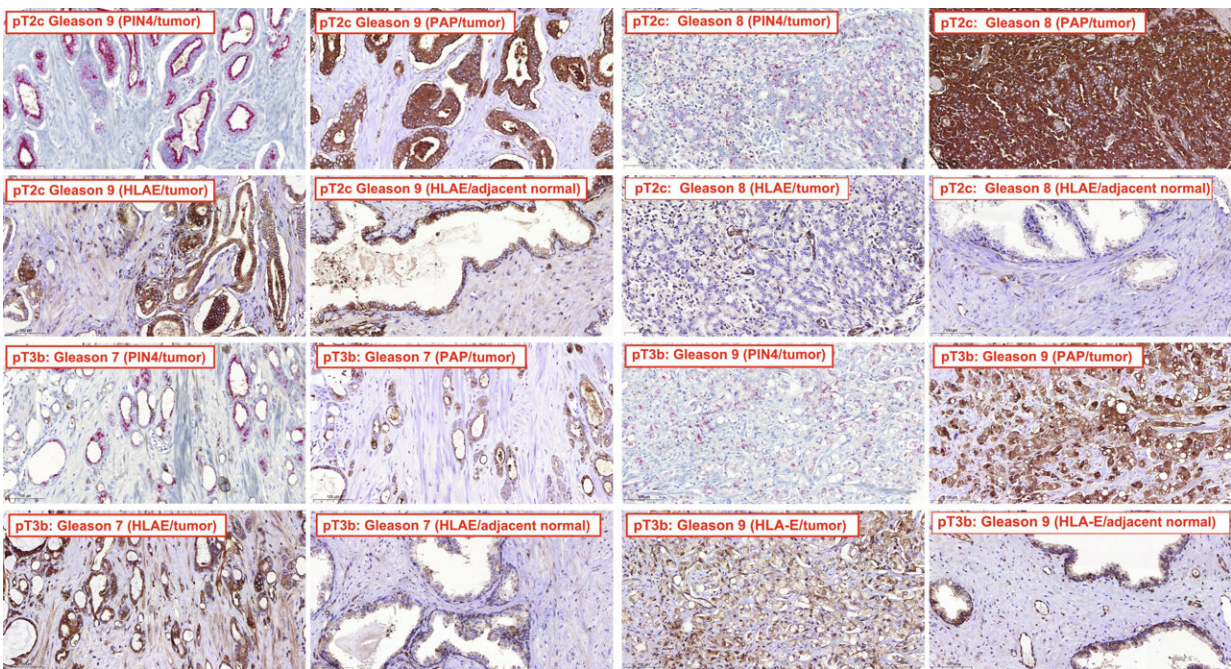 pT2c Gleason 9 (PIN4/tumor)
pT2c Gleason 9 (PAP/tumor)
pT2c: Gleason 8 (PIN4/tumor)
pT2c: Gleason 8 (PAP/tumor)
pT2c Gleason 9 (HLAE/tumor)
pT2c Gleason 9 (HLAE/adjacent normal)
pT2c: Gleason 8 (HLAE/tumor)
pT2c: Gleason 8 (HLAE/adjacent normal)
pT3b: Gleason 7 (PIN4/tumor)
pT3b: Gleason 7 (PAP/tumor)
pT3b: Gleason 9 (PIN4/tumor)
pT3b: Gleason 9 (PAP/tumor)
pT3b: Gleason 7 (HLAE/tumor)
pT3b: Gleason 7 (HLAE/adjacent normal)
pT3b: Gleason 9 (HLA-E/tumor)
pT3b: Gleason 9 (HLA-E/adjacent normal)